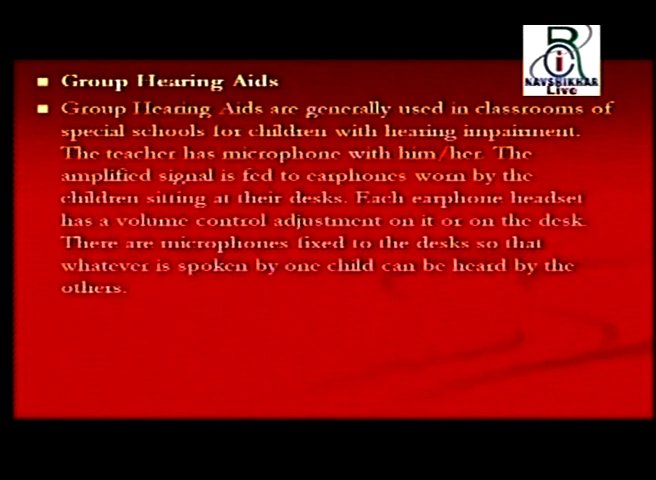 RCi
NAVSHIKHAR
Live
Group Hearing Aids
Group Hearing Aids are generally used in classrooms of
special schools for children with hearing impairment.
The teacher has microphone with him/her. The
amplified signal is fed to earphones worn by the
children sitting at their desks. Each earphone headset
has a volume control adjustment on it or on the desk.
There are microphones fixed to the desks so that
whatever is spoken by one child can be heard by the
others.